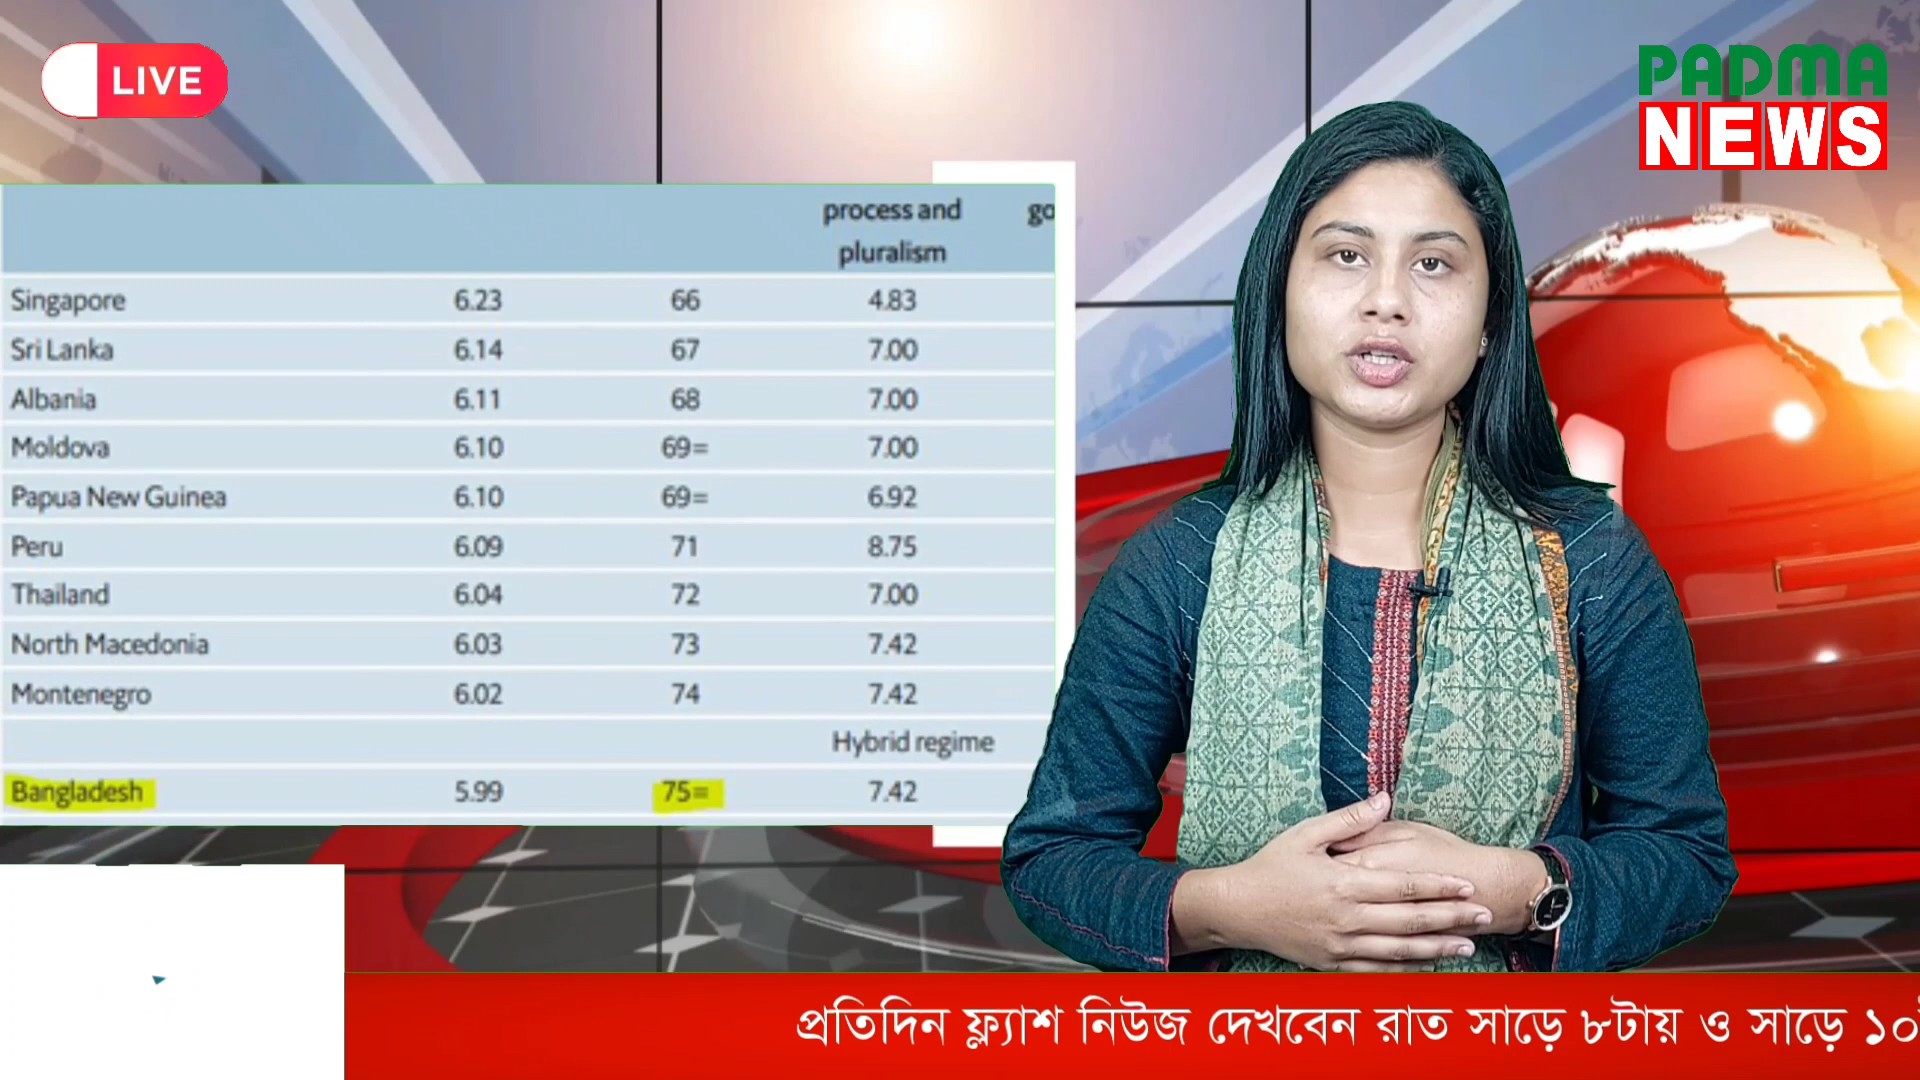 LIVE
PADMA
NEWS
process and go
pluralism
Singapore 6.23 66 4.83
Sri Lanka 6.14 67 7.00
Albania 6.11 68 7.00
Moldova 6.10 69= 7.00
Papua New Guinea 6.10 69= 6.92
Peru 6.09 71 8.75
Thailand 6.04 72 7.00
North Macedonia 6.03 73 7.42
Montenegro 6.02 74 7.42
Hybrid regime
Bangladesh 5.99 75= 7.42
প্রতিদিন ফ্ল্যাশ নিউজ দেখবেন রাত সাড়ে ৮টায় ও সাড়ে ১০